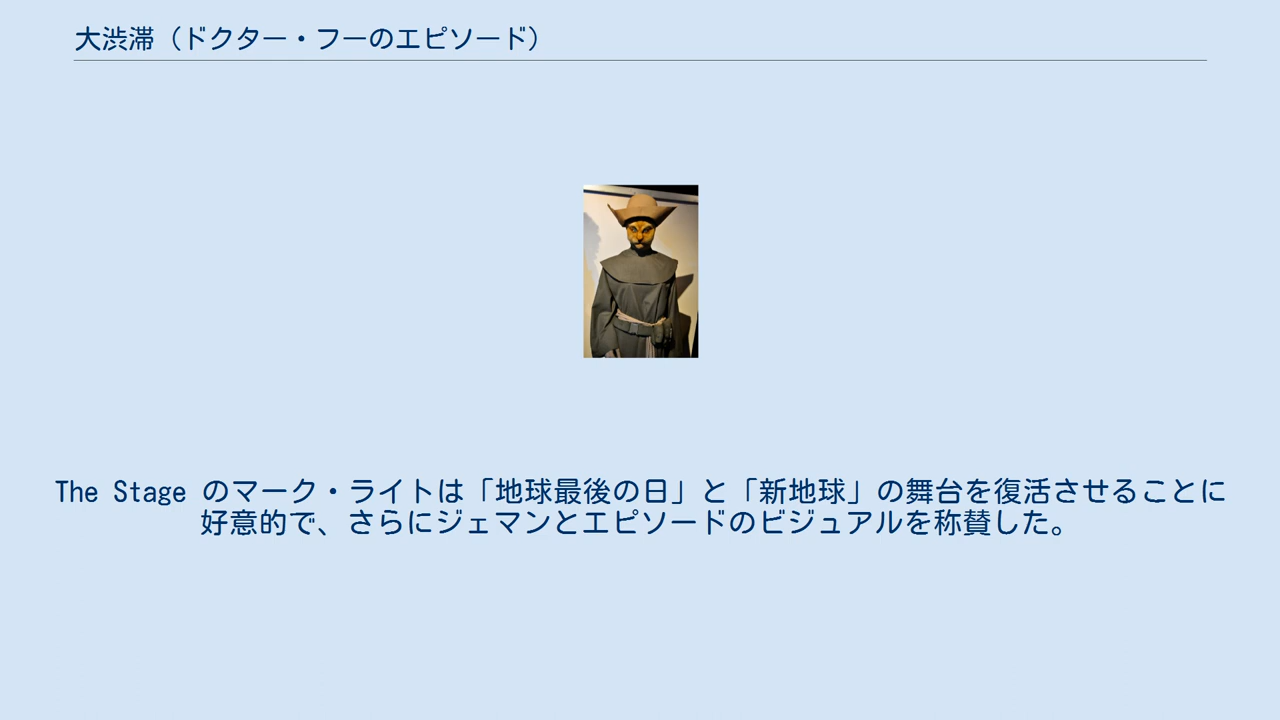 大渋滞（ドクター・フーのエピソード）
The Stage のマーク・ライトは「地球最後の日」と「新地球」の舞台を復活させることに
好意的で、さらにジェマンとエピソードのビジュアルを称賛した。